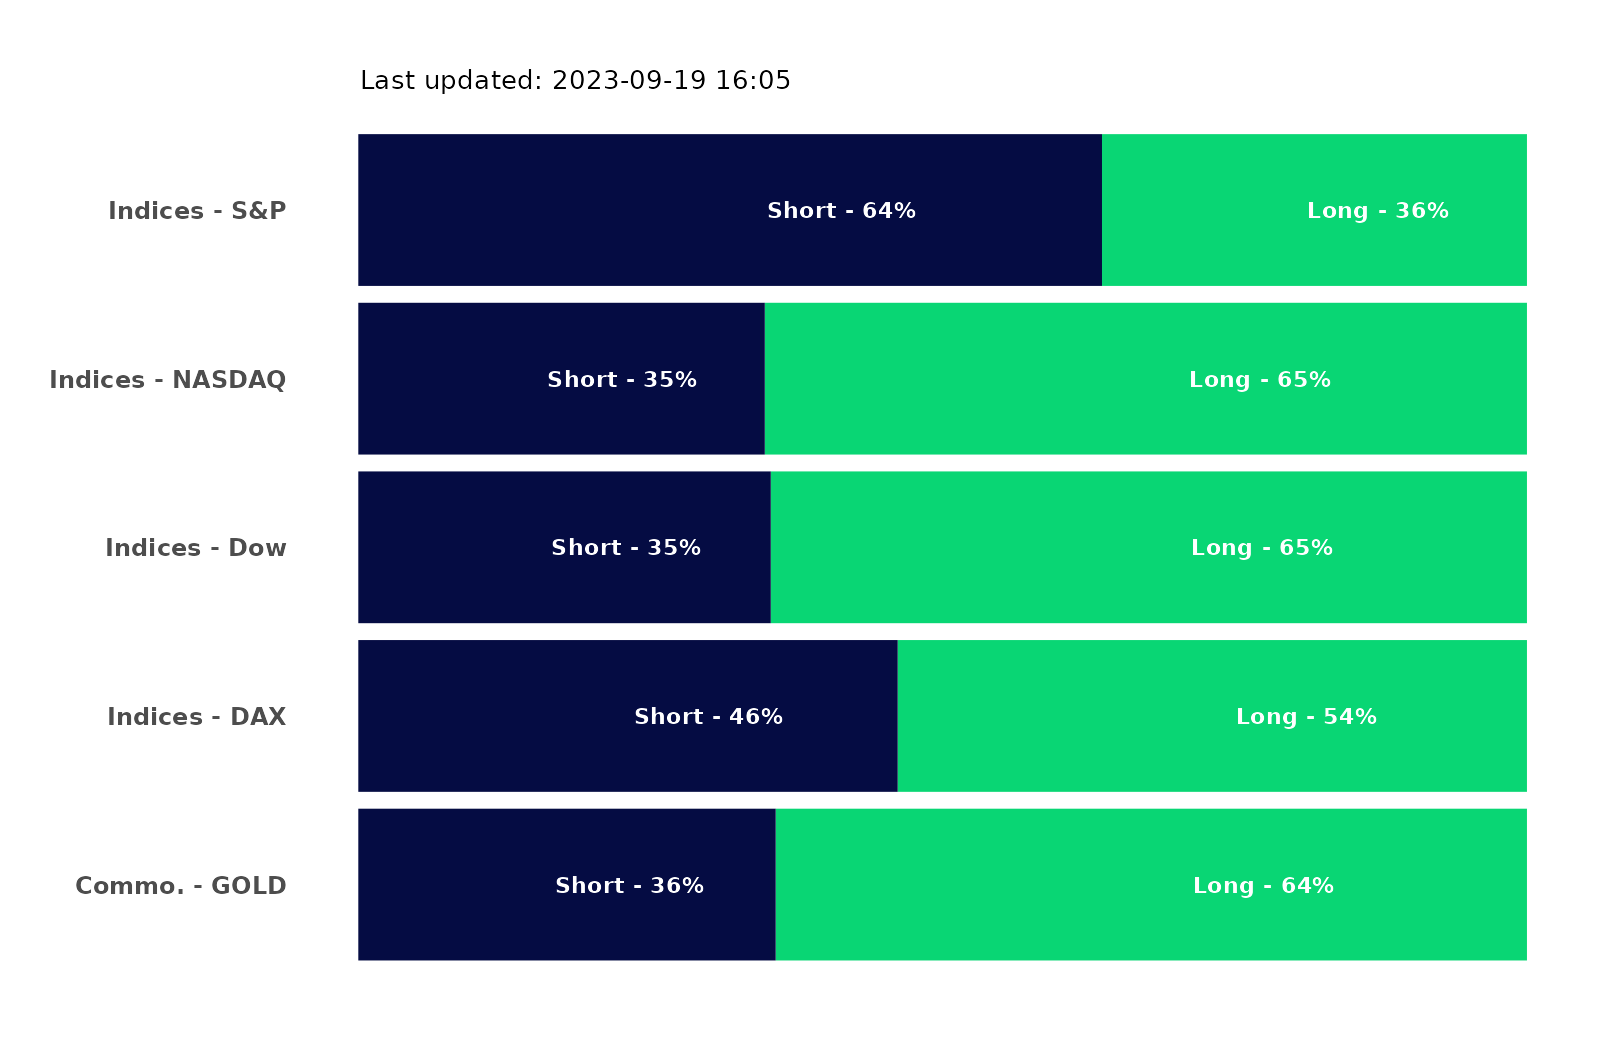 Last updated: 2023-09-19 16:05
Indices - S&P Short - 64% Long - 36%
Indices - NASDAQ Short - 35% Long - 65%
Indices - Dow Short - 35% Long - 65%
Indices - DAX Short - 46% Long - 54%
Commo. - GOLD Short - 36% Long - 64%